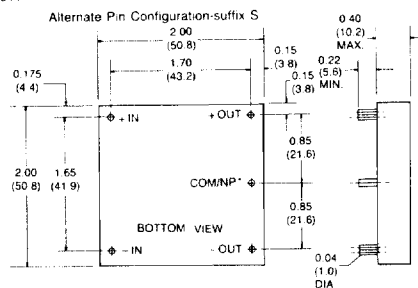 Alternate Pin Configuration-suffix S
2.00
(50.8)
0.40
(10.2)
MAX.
0.15
(3.8)
1.70
(43.2)
0.22
(5.6)
MIN.
0.15
(3.8)
0.175
(4.4)
+ IN
+ OUT
2.00
(50.8)
1.65
(41.9)
0.85
(21.6)
COM/NP*
0.85
(21.6)
BOTTOM VIEW
- IN
- OUT
0.04
(1.0)
DIA